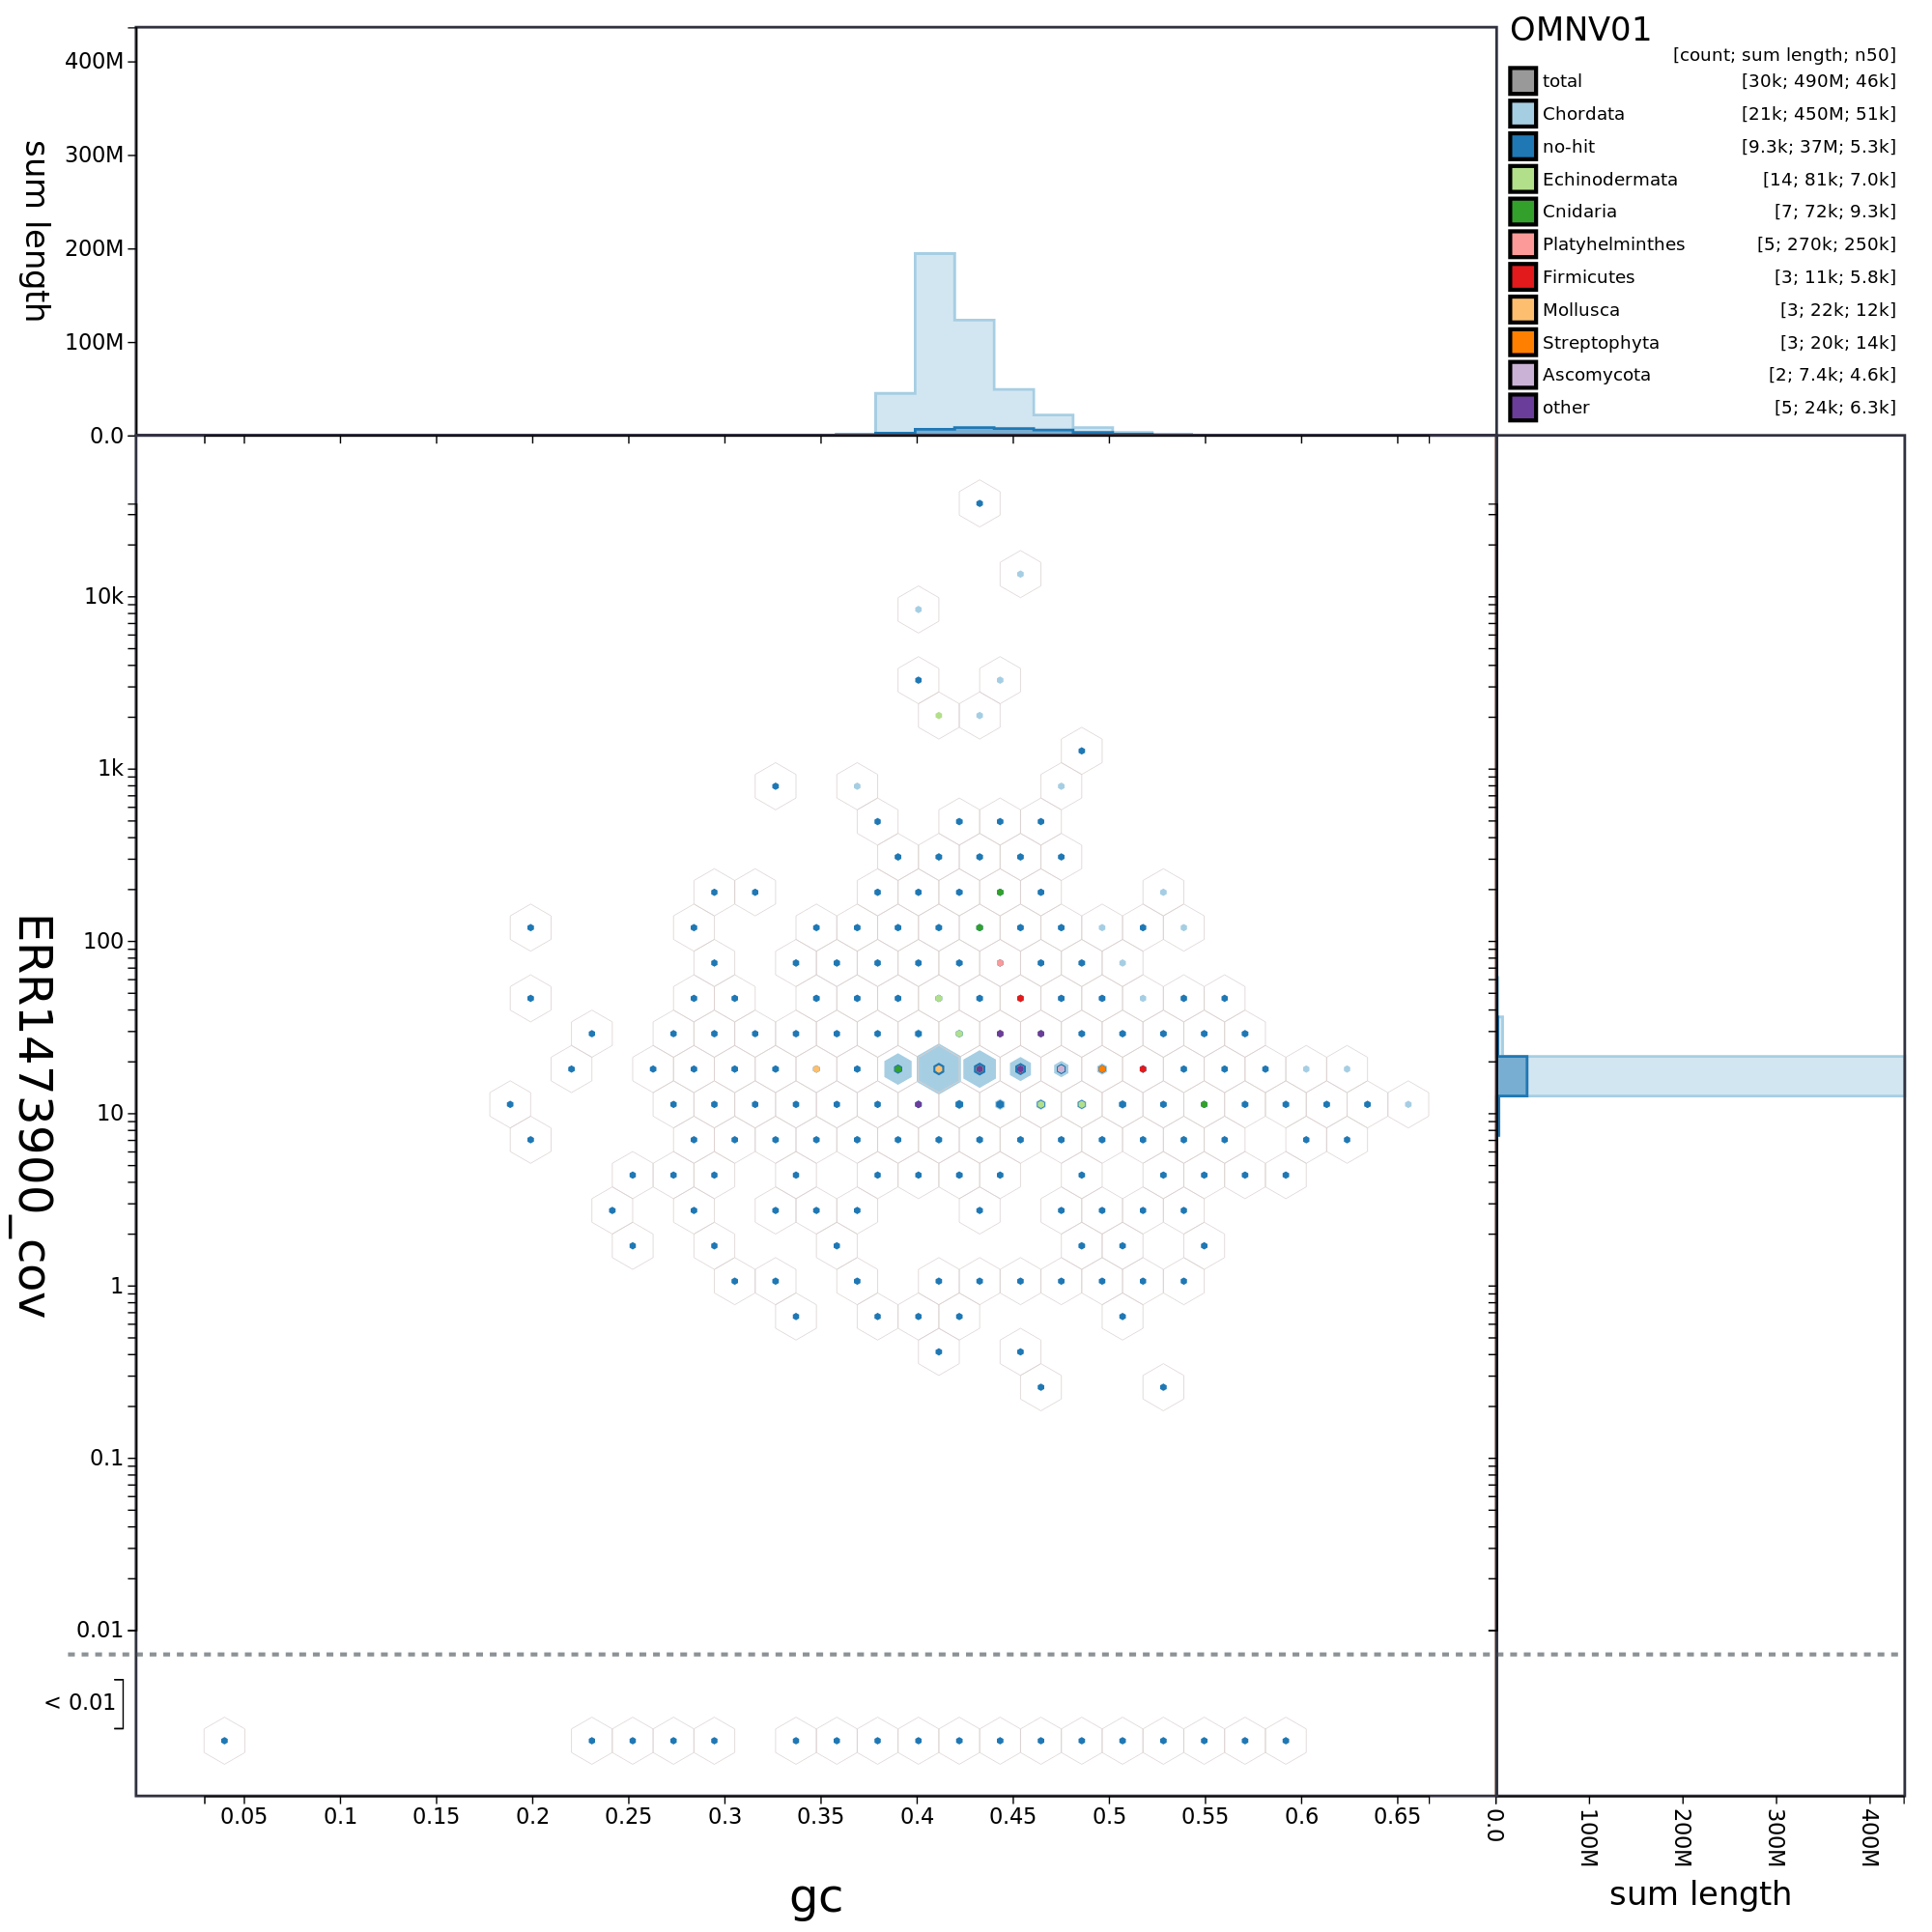 OMNV01
[count; sum length; n50]
total [30k; 490M; 46k]
Chordata [21k; 450M; 51k]
no-hit [9.3k; 37M; 5.3k]
Echinodermata [14; 81k; 7.0k]
Cnidaria [7; 72k; 9.3k]
Platyhelminthes [5; 270k; 250k]
Firmicutes [3; 11k; 5.8k]
Mollusca [3; 22k; 12k]
Streptophyta [3; 20k; 14k]
Ascomycota [2; 7.4k; 4.6k]
other [5; 24k; 6.3k]
sum length
400M
300M
200M
100M
0.0
ERR1473900_cov
10k
1k
100
10
1
0.1
0.01
< 0.01
0.05 0.1 0.15 0.2 0.25 0.3 0.35 0.4 0.45 0.5 0.55 0.6 0.65
gc
0.0 100M 200M 300M 400M
sum length